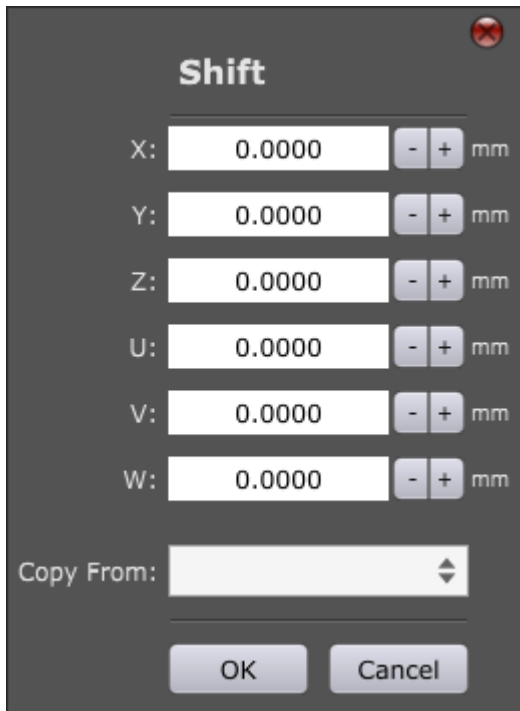 Shift
X: 0.0000 - + mm
Y: 0.0000 - + mm
Z: 0.0000 - + mm
U: 0.0000 - + mm
V: 0.0000 - + mm
W: 0.0000 - + mm
Copy From:
OK Cancel